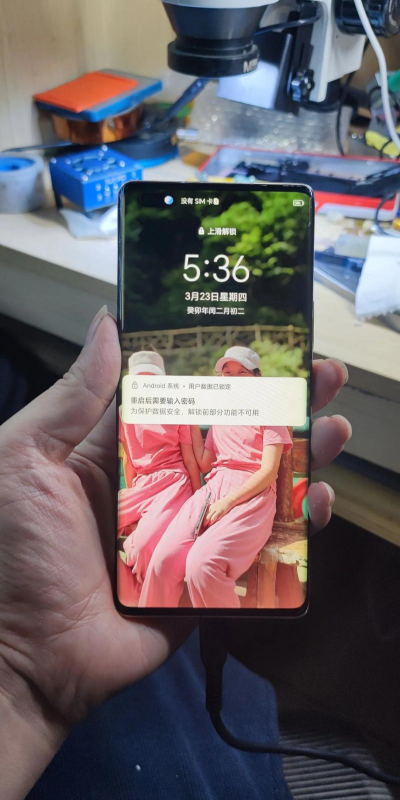 没有 SIM 卡
上滑解锁
5:36
3月23日星期四
癸卯年闰二月初二
Android 系统 • 用户数据已锁定
重启后需要输入密码
为保护数据安全，解锁前部分功能不可用